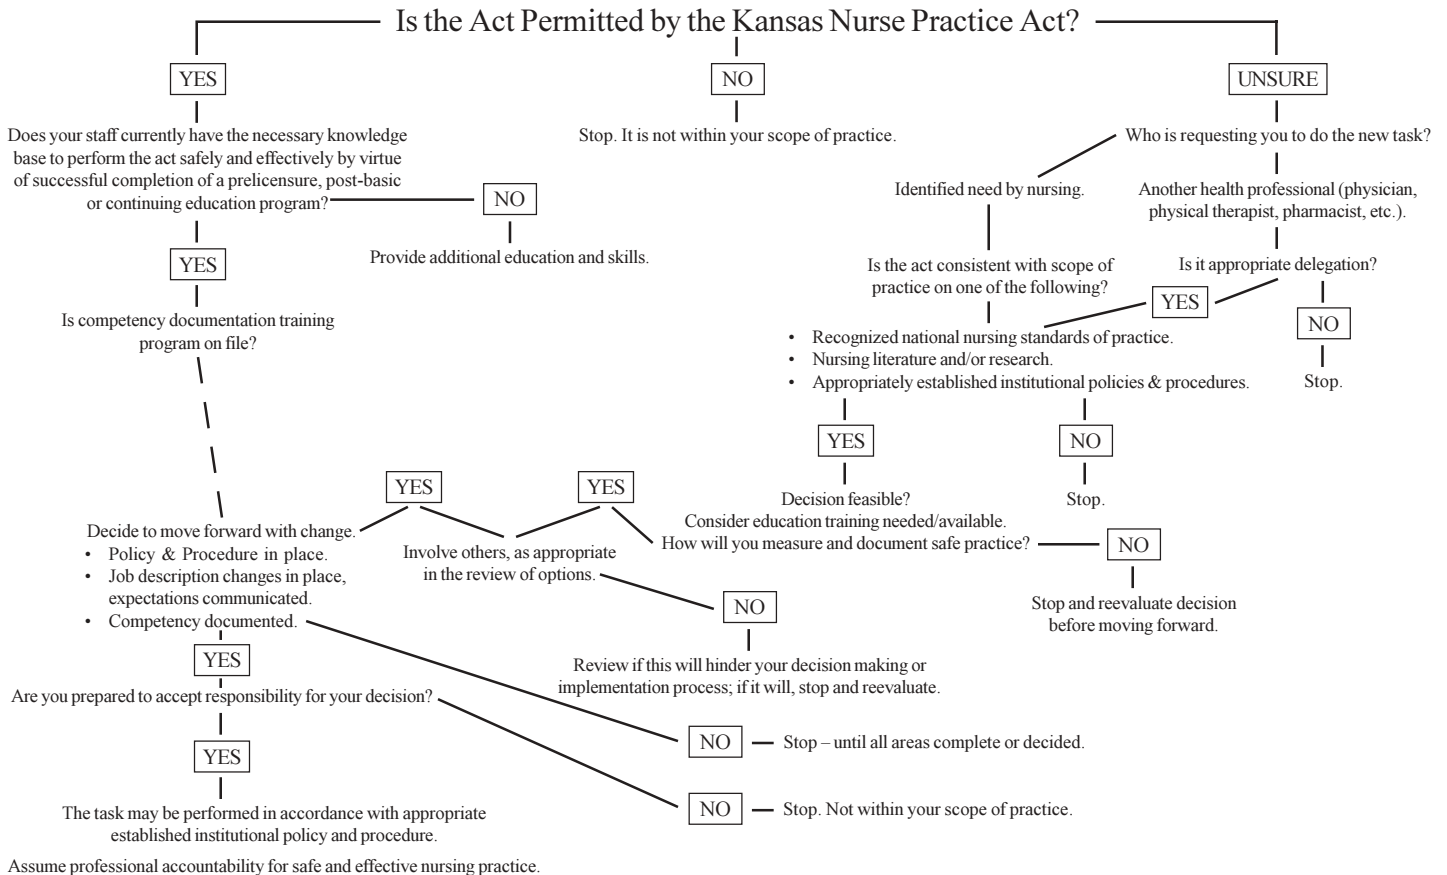 Is the Act Permitted by the Kansas Nurse Practice Act?
YES
NO
UNSURE
Does your staff currently have the necessary knowledge
base to perform the act safely and effectively by virtue
of successful completion of a prelicensure, post-basic
or continuing education program?
NO
Provide additional education and skills.
YES
Is competency documentation training
program on file?
Stop. It is not within your scope of practice.
Who is requesting you to do the new task?
Identified need by nursing.
Another health professional (physician,
physical therapist, pharmacist, etc.).
Is the act consistent with scope of
practice on one of the following?
Is it appropriate delegation?
YES
NO
Stop.
• Recognized national nursing standards of practice.
• Nursing literature and/or research.
• Appropriately established institutional policies & procedures.
YES
NO
Stop.
Decision feasible?
Consider education training needed/available.
How will you measure and document safe practice?
NO
Stop and reevaluate decision
before moving forward.
YES
YES
Involve others, as appropriate
in the review of options.
NO
Review if this will hinder your decision making or
implementation process; if it will, stop and reevaluate.
Decide to move forward with change.
• Policy & Procedure in place.
• Job description changes in place,
expectations communicated.
• Competency documented.
YES
NO
Stop – until all areas complete or decided.
Are you prepared to accept responsibility for your decision?
YES
NO
Stop. Not within your scope of practice.
The task may be performed in accordance with appropriate
established institutional policy and procedure.
Assume professional accountability for safe and effective nursing practice.